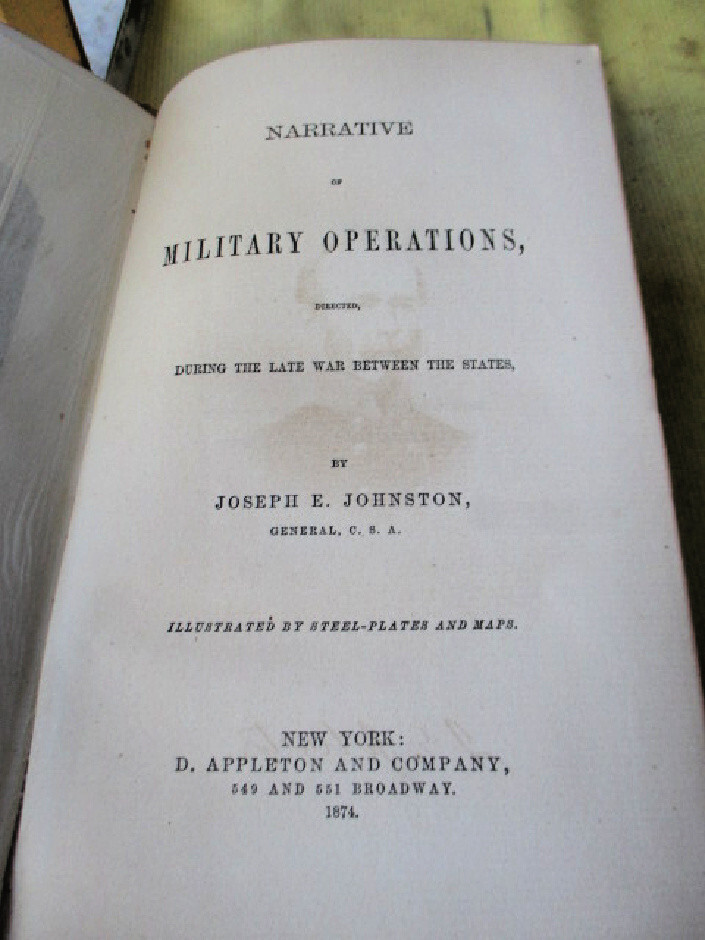 NARRATIVE
OF
MILITARY OPERATIONS,
DIRECTED,
DURING THE LATE WAR BETWEEN THE STATES,
BY
JOSEPH E. JOHNSTON,
GENERAL, C. S. A.
ILLUSTRATED BY STEEL-PLATES AND MAPS.
NEW YORK:
D. APPLETON AND COMPANY,
549 AND 551 BROADWAY.
1874.